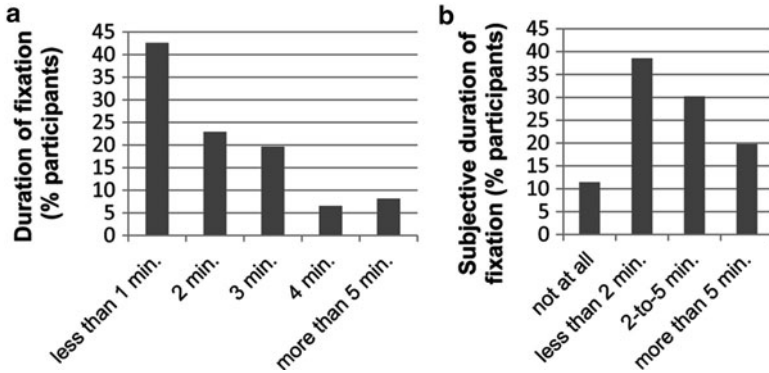 a
Duration of fixation
(% participants)
45
40
35
30
25
20
15
10
5
0
less than 1 min.
2 min.
3 min.
4 min.
more than 5 min.
b
Subjective duration of
fixation (% participants)
45
40
35
30
25
20
15
10
5
0
not at all
less than 2 min.
2-to-5 min.
more than 5 min.